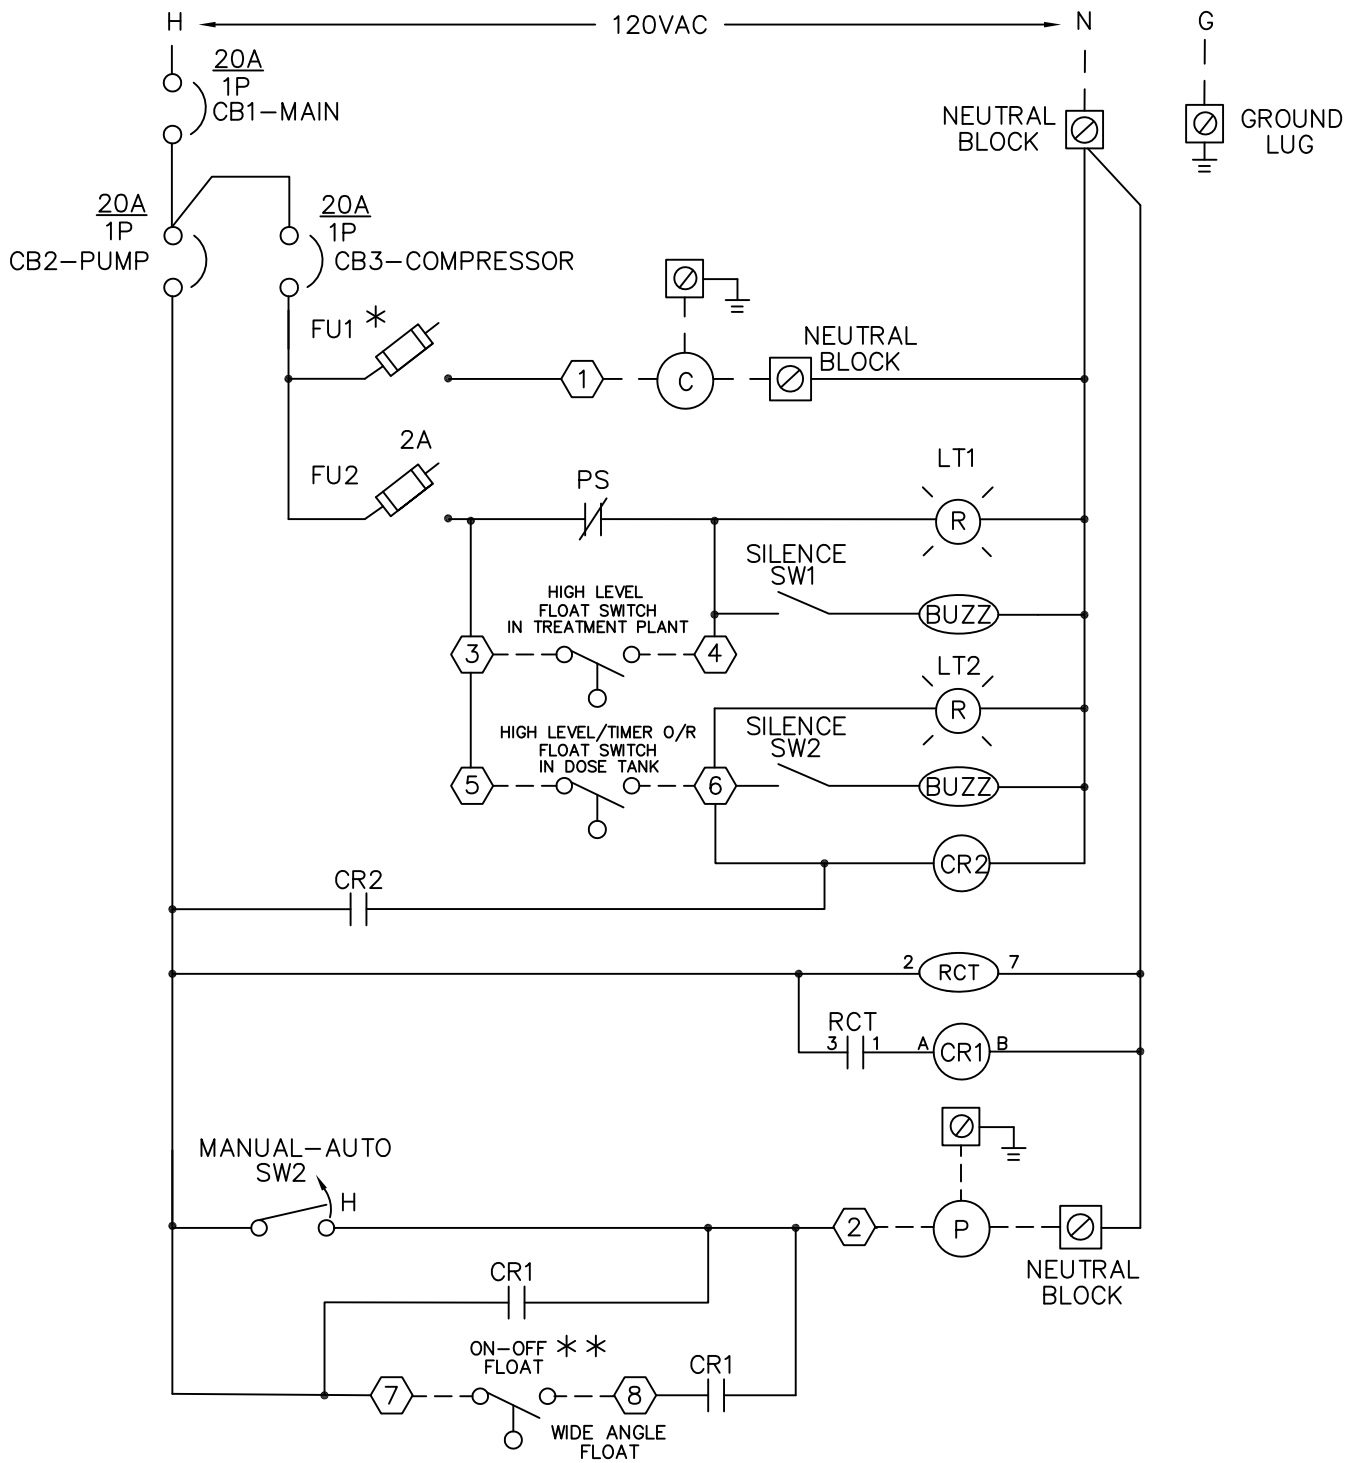 H
120VAC
N
G
20A
1P
CB1-MAIN
NEUTRAL
BLOCK
GROUND
LUG
20A
1P
CB2-PUMP
20A
1P
CB3-COMPRESSOR
FU1 *
1
C
NEUTRAL
BLOCK
2A
FU2
PS
LT1
R
SILENCE
SW1
BUZZ
HIGH LEVEL
FLOAT SWITCH
IN TREATMENT PLANT
3
4
LT2
R
HIGH LEVEL/TIMER O/R
FLOAT SWITCH
IN DOSE TANK
SILENCE
SW2
5
6
BUZZ
CR2
CR2
2
RCT
7
RCT
3
1
A
CR1
B
MANUAL-AUTO
SW2
H
2
P
NEUTRAL
BLOCK
CR1
ON-OFF * *
FLOAT
CR1
7
8
WIDE ANGLE
FLOAT